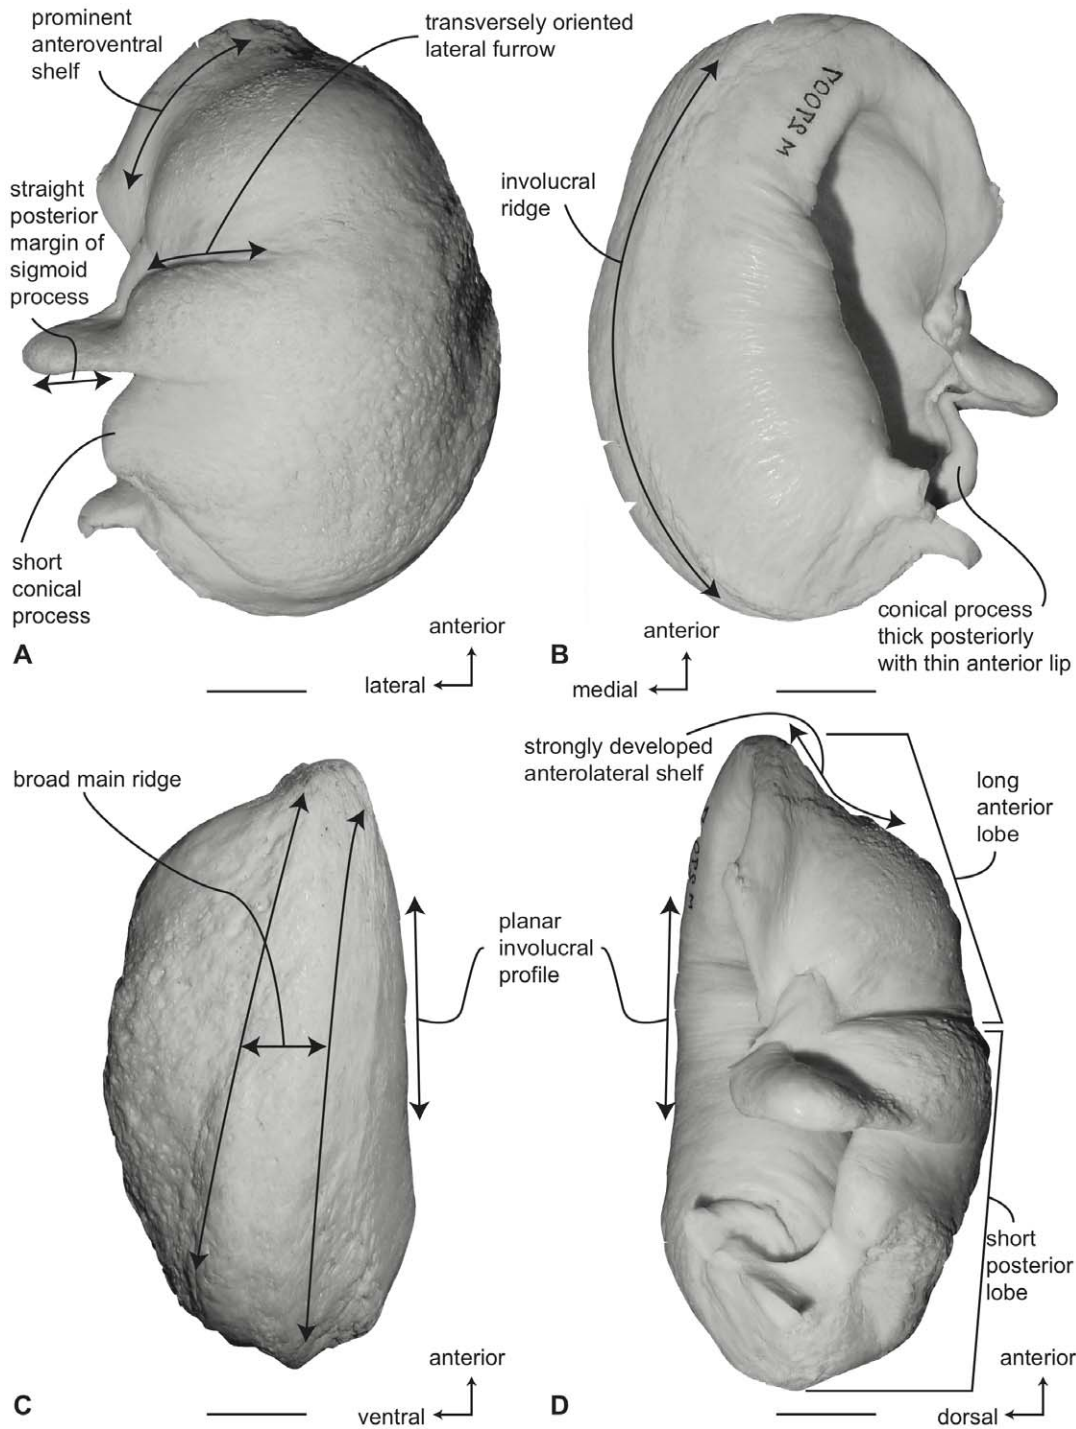 prominent
anteroventral
shelf
transversely oriented
lateral furrow
straight
posterior
margin of
sigmoid
process
short
conical
process
A
anterior
lateral
M 27007
involucral
ridge
conical process
thick posteriorly
with thin anterior lip
B
anterior
medial
broad main ridge
planar
involucral
profile
C
anterior
ventral
strongly developed
anterolateral shelf
long
anterior
lobe
short
posterior
lobe
D
anterior
dorsal